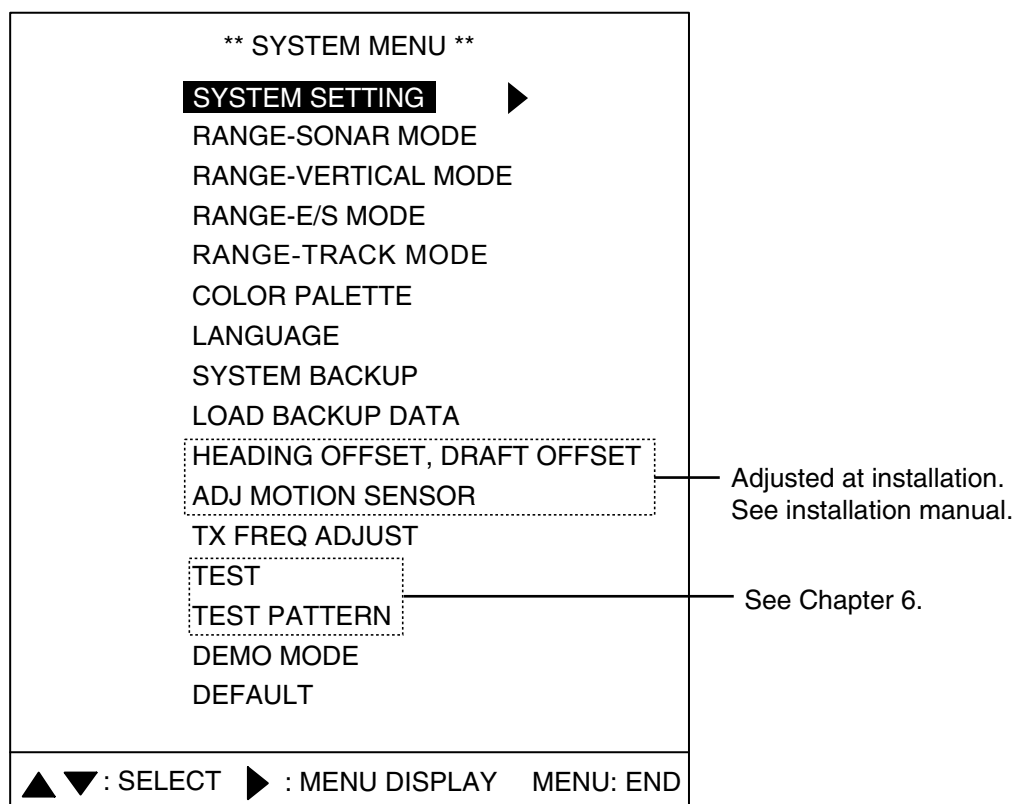 ** SYSTEM MENU **
SYSTEM SETTING ▶
RANGE-SONAR MODE
RANGE-VERTICAL MODE
RANGE-E/S MODE
RANGE-TRACK MODE
COLOR PALETTE
LANGUAGE
SYSTEM BACKUP
LOAD BACKUP DATA
HEADING OFFSET, DRAFT OFFSET
ADJ MOTION SENSOR
Adjusted at installation.
See installation manual.
TX FREQ ADJUST
TEST
TEST PATTERN
See Chapter 6.
DEMO MODE
DEFAULT
▲ ▼: SELECT ▶ : MENU DISPLAY MENU: END